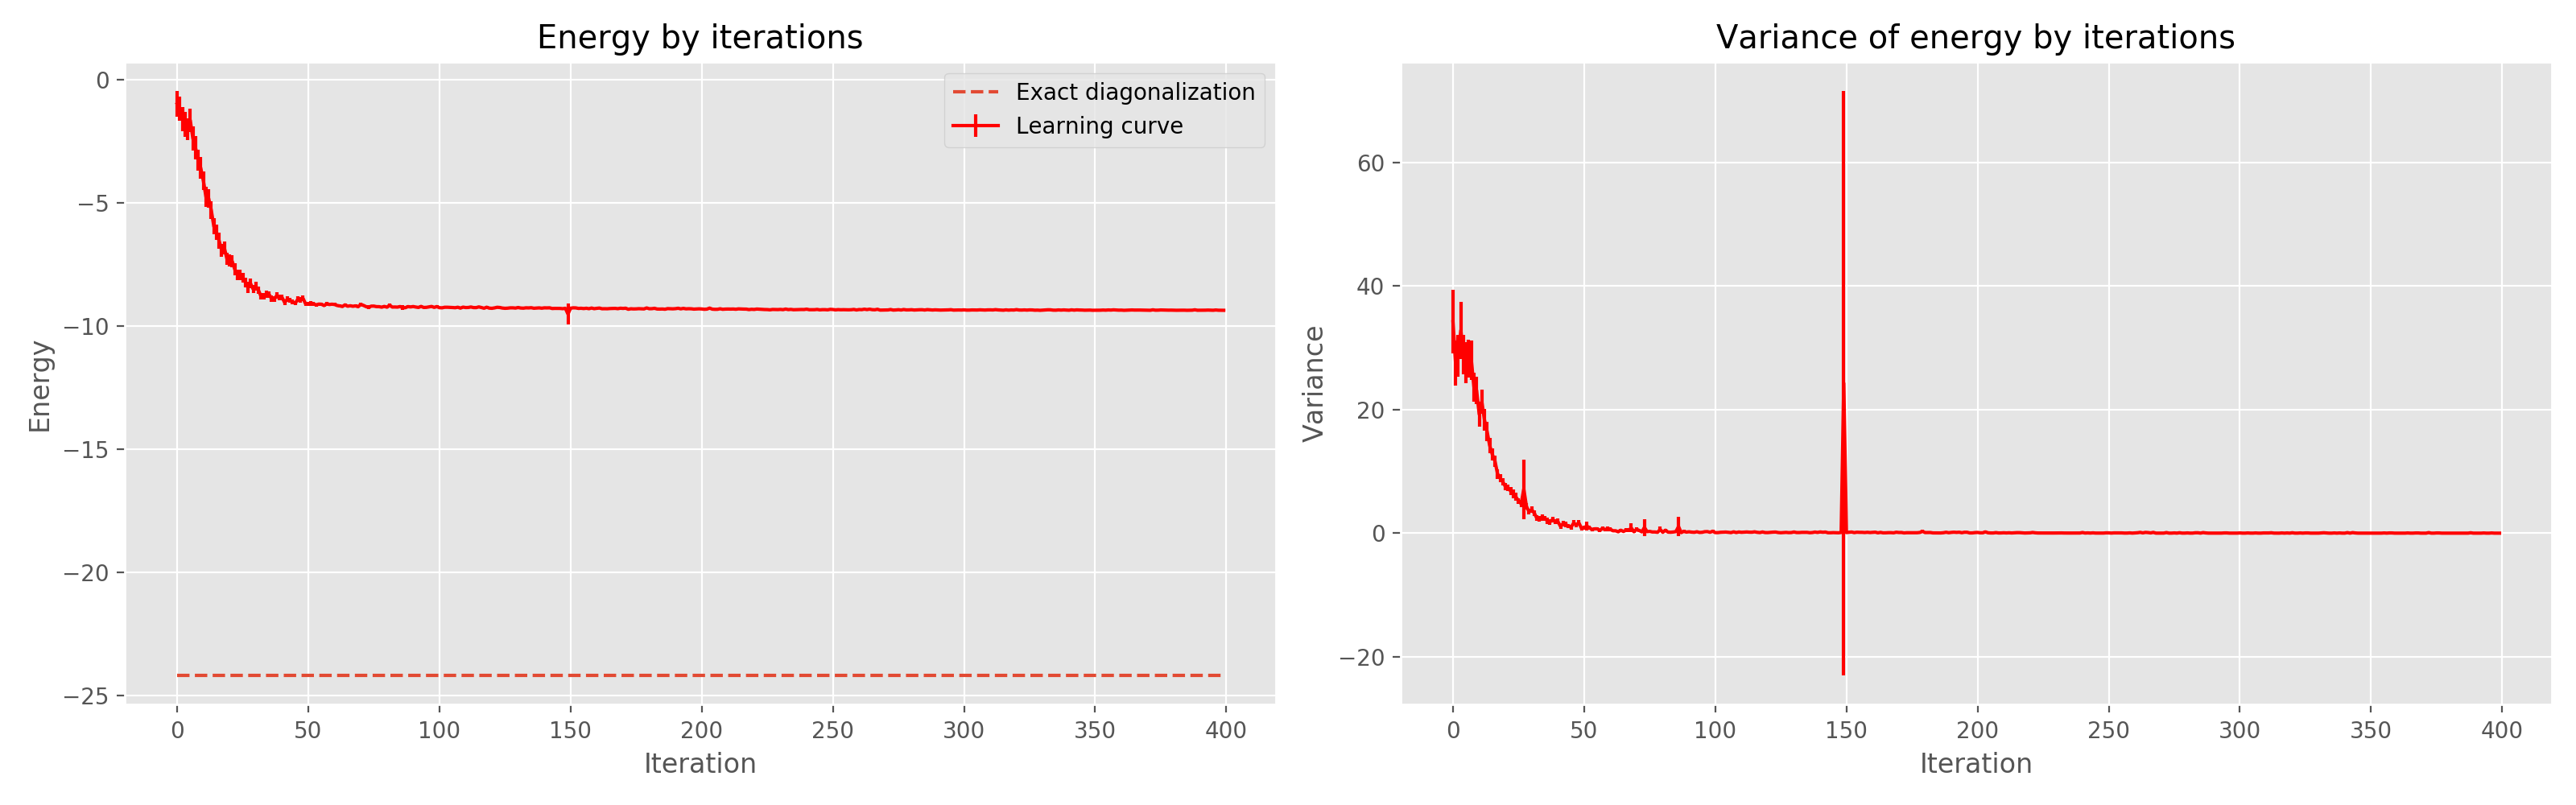 Energy by iterations
0
−5
−10
−15
−20
−25
Energy
Exact diagonalization
Learning curve
0 50 100 150 200 250 300 350 400
Iteration
Variance of energy by iterations
60
40
20
0
−20
Variance
0 50 100 150 200 250 300 350 400
Iteration